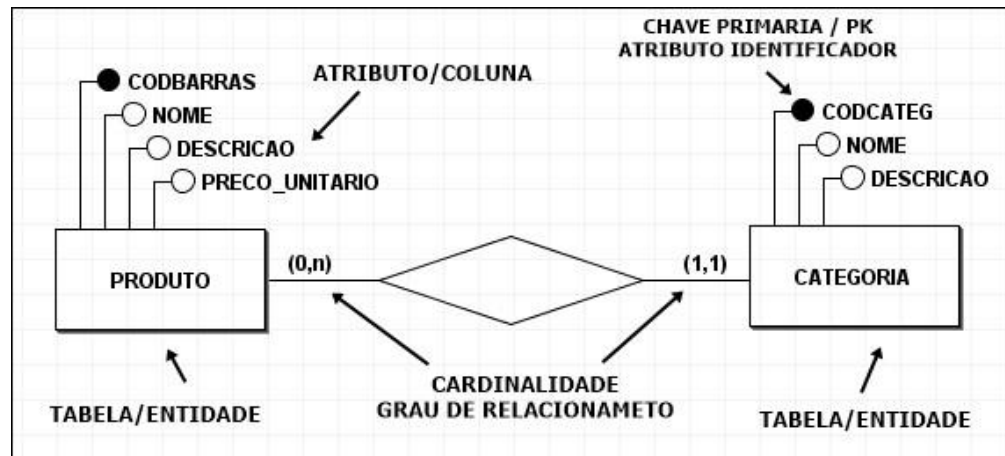 CHAVE PRIMARIA / PK
ATRIBUTO IDENTIFICADOR
ATRIBUTO/COLUNA
CODBARRAS
NOME
DESCRICAO
PRECO_UNITARIO
CODCATEG
NOME
DESCRICAO
PRODUTO
(0,n)
(1,1)
CATEGORIA
CARDINALIDADE
GRAU DE RELACIONAMETO
TABELA/ENTIDADE
TABELA/ENTIDADE